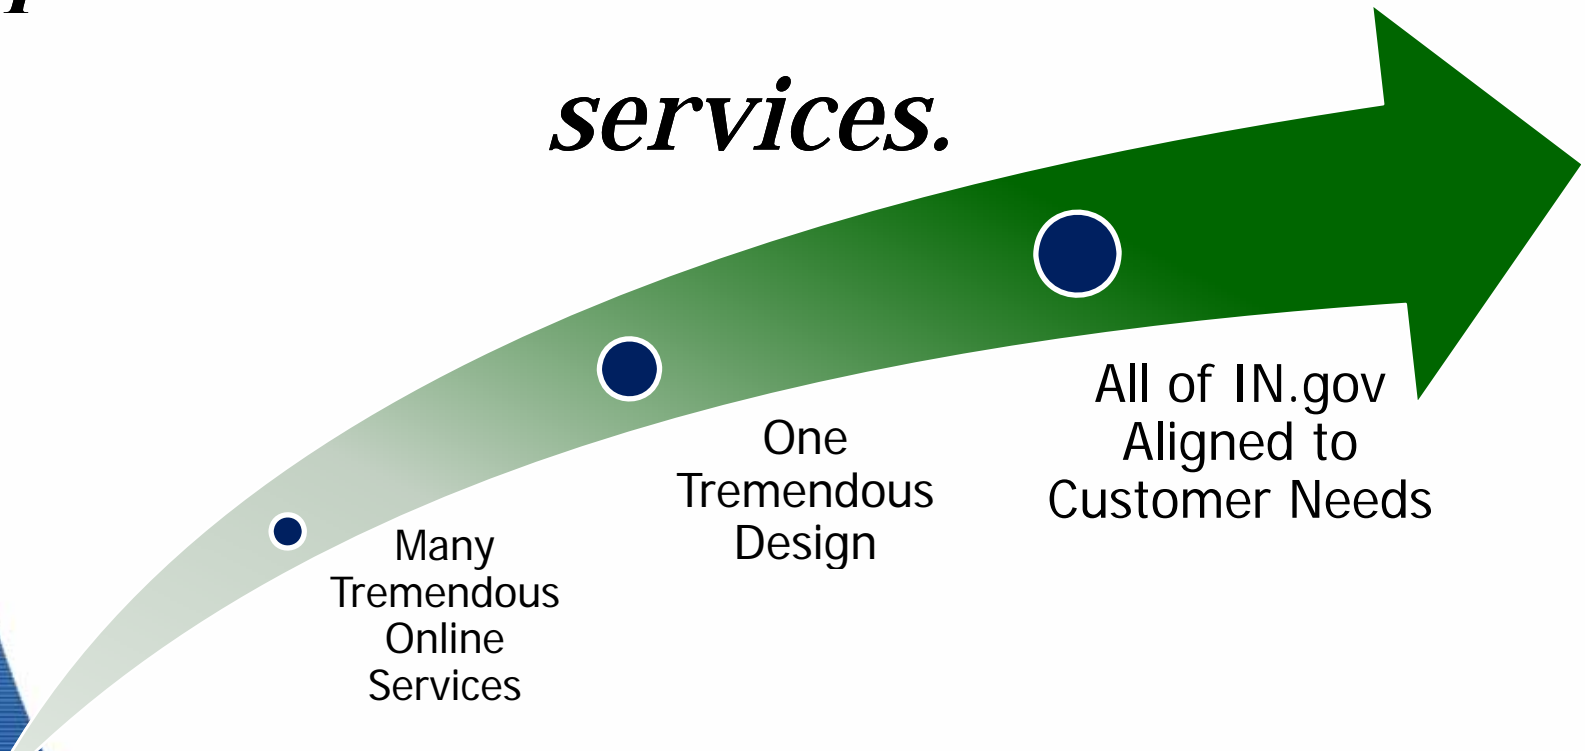 services.
Many
Tremendous
Online
Services
One
Tremendous
Design
All of IN.gov
Aligned to
Customer Needs